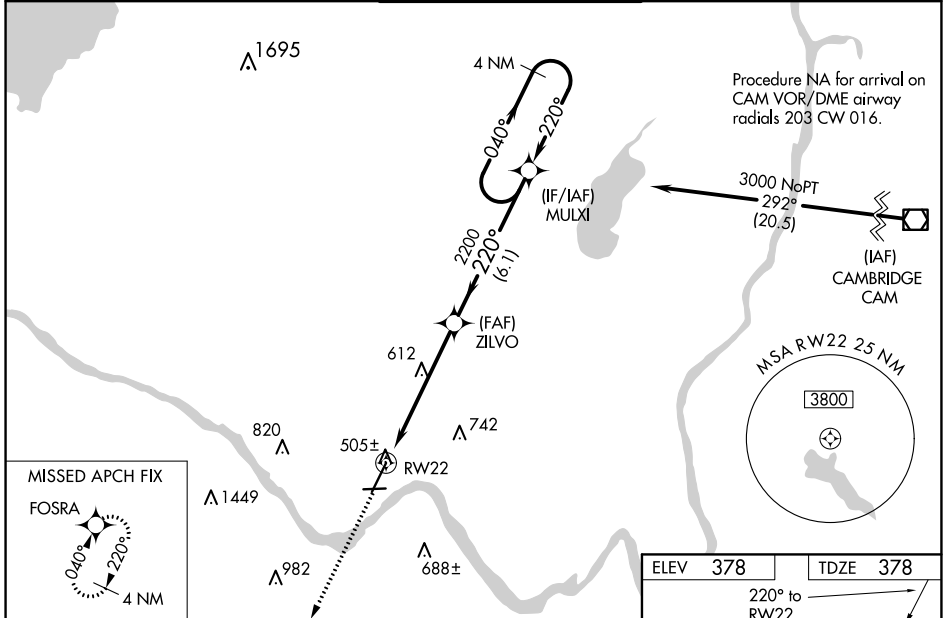 1695
4 NM
Procedure NA for arrival on
CAM VOR/DME airway
radials 203 CW 016.
040°
220°
3000 NoPT
292°
(20.5)
(IF/IAF)
MULXI
(IAF)
CAMBRIDGE
CAM
2200
220°
(6.1)
(FAF)
ZILVO
612
MSA RW22 25 NM
3800
820
742
505±
RW22
MISSED APCH FIX
FOSRA
040°
220°
4 NM
1449
982
688±
ELEV 378
TDZE 378
220° to
RW22